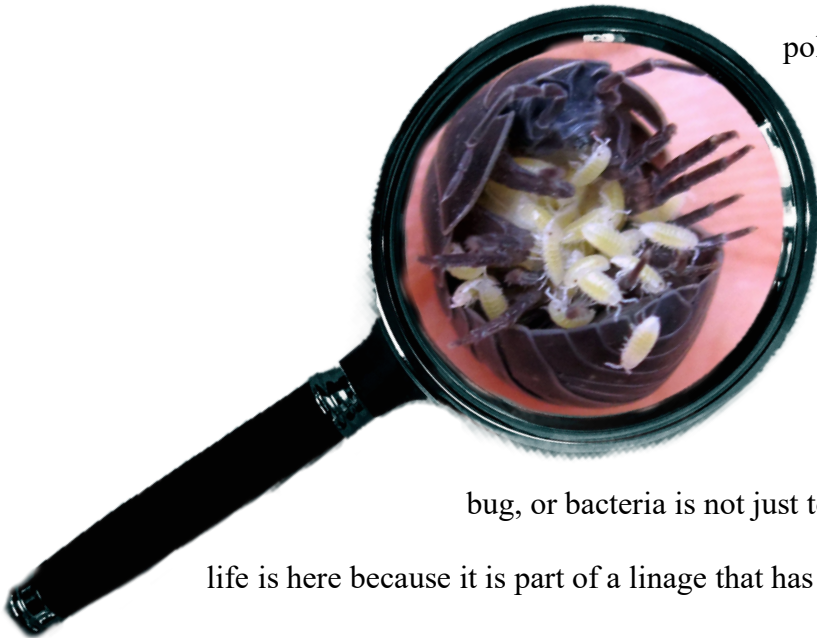 bug, or bacteria is not just
life is here because it is part of a linage that has